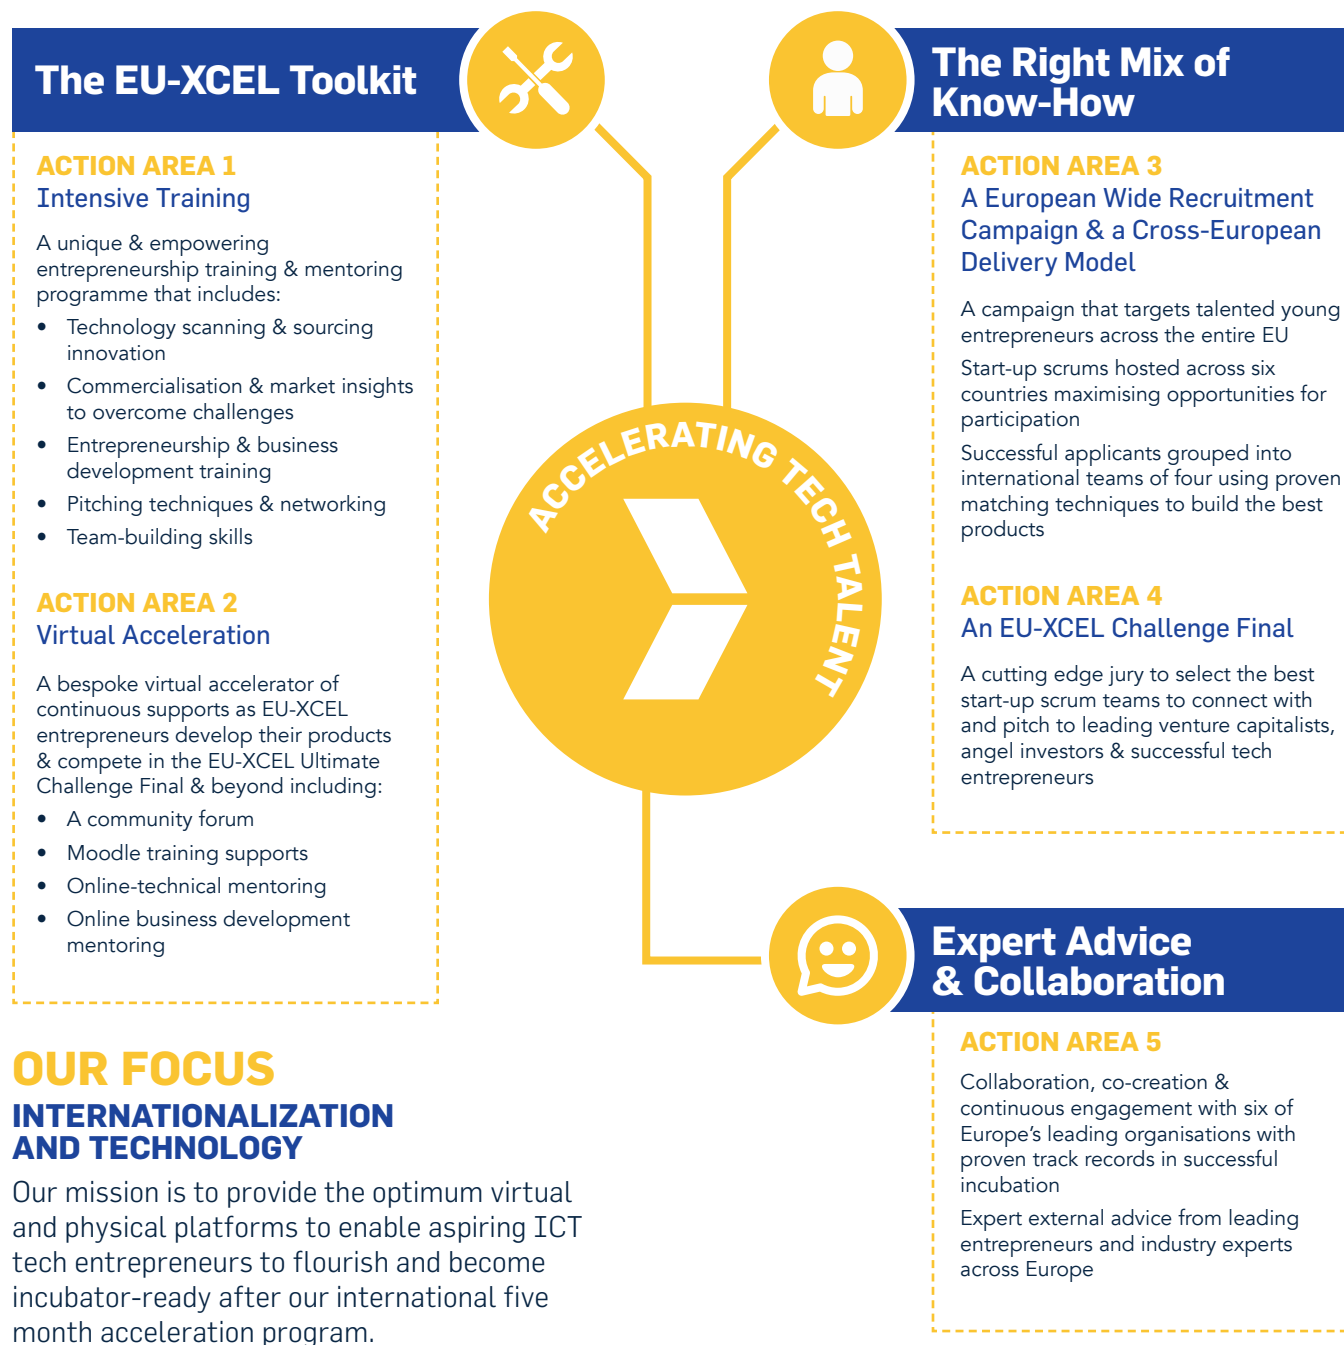 The EU-XCEL Toolkit
ACTION AREA 1
Intensive Training
A unique & empowering
entrepreneurship training & mentoring
programme that includes:
• Technology scanning & sourcing
innovation
• Commercialisation & market insights
to overcome challenges
• Entrepreneurship & business
development training
• Pitching techniques & networking
• Team-building skills
ACTION AREA 2
Virtual Acceleration
A bespoke virtual accelerator of
continuous supports as EU-XCEL
entrepreneurs develop their products
& compete in the EU-XCEL Ultimate
Challenge Final & beyond including:
• A community forum
• Moodle training supports
• Online-technical mentoring
• Online business development
mentoring
ACCELERATING TECH TALENT
The Right Mix of
Know-How
ACTION AREA 3
A European Wide Recruitment
Campaign & a Cross-European
Delivery Model
A campaign that targets talented young
entrepreneurs across the entire EU
Start-up scrums hosted across six
countries maximising opportunities for
participation
Successful applicants grouped into
international teams of four using proven
matching techniques to build the best
products
ACTION AREA 4
An EU-XCEL Challenge Final
A cutting edge jury to select the best
start-up scrum teams to connect with
and pitch to leading venture capitalists,
angel investors & successful tech
entrepreneurs
Expert Advice
& Collaboration
ACTION AREA 5
Collaboration, co-creation &
continuous engagement with six of
Europe’s leading organisations with
proven track records in successful
incubation
Expert external advice from leading
entrepreneurs and industry experts
across Europe
OUR FOCUS
INTERNATIONALIZATION
AND TECHNOLOGY
Our mission is to provide the optimum virtual
and physical platforms to enable aspiring ICT
tech entrepreneurs to flourish and become
incubator-ready after our international five
month acceleration program.